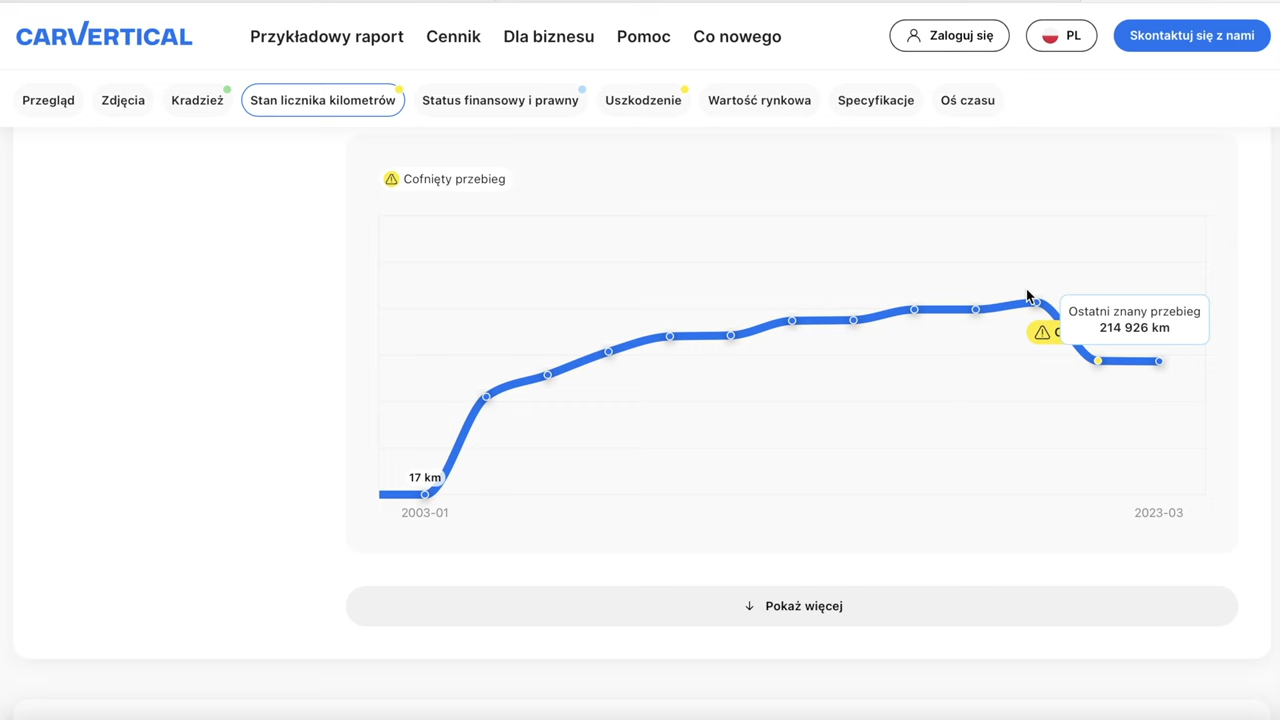 CARVERTICAL
Przykładowy raport
Cennik
Dla biznesu
Pomoc
Co nowego
Zaloguj się
PL
Skontaktuj się z nami
Przegląd
Zdjęcia
Kradzież
Stan licznika kilometrów
Status finansowy i prawny
Uszkodzenie
Wartość rynkowa
Specyfikacje
Oś czasu
Cofnięty przebieg
Ostatni znany przebieg
214 926 km
17 km
2003-01
2023-03
Pokaż więcej